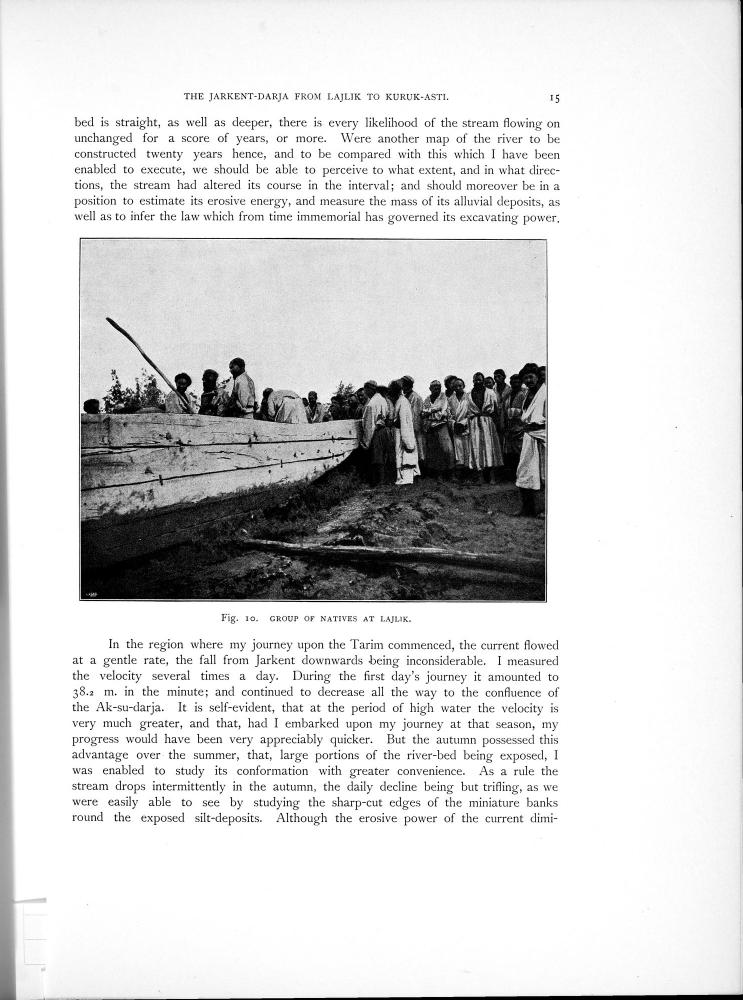 THE JARKENT-DARJA FROM LAJLIK TO KURUK-ASTI. 15
bed is straight, as well as deeper, there is every likelihood of the stream flowing on
unchanged for a score of years, or more. Were another map of the river to be
constructed twenty years hence, and to be compared with this which I have been
enabled to execute, we should be able to perceive to what extent, and in what direc-
tions, the stream had altered its course in the interval; and should moreover be in a
position to estimate its erosive energy, and measure the mass of its alluvial deposits, as
well as to infer the law which from time immemorial has governed its excavating power.
Fig. 10. GROUP OF NATIVES AT LAJLIK.
In the region where my journey upon the Tarim commenced, the current flowed
at a gentle rate, the fall from Jarkent downwards being inconsiderable. I measured
the velocity several times a day. During the first day's journey it amounted to
38.2 m. in the minute; and continued to decrease all the way to the confluence of
the Ak-su-darja. It is self-evident, that at the period of high water the velocity is
very much greater, and that, had I embarked upon my journey at that season, my
progress would have been very appreciably quicker. But the autumn possessed this
advantage over the summer, that, large portions of the river-bed being exposed, I
was enabled to study its conformation with greater convenience. As a rule the
stream drops intermittently in the autumn, the daily decline being but trifling, as we
were easily able to see by studying the sharp-cut edges of the miniature banks
round the exposed silt-deposits. Although the erosive power of the current dimi-